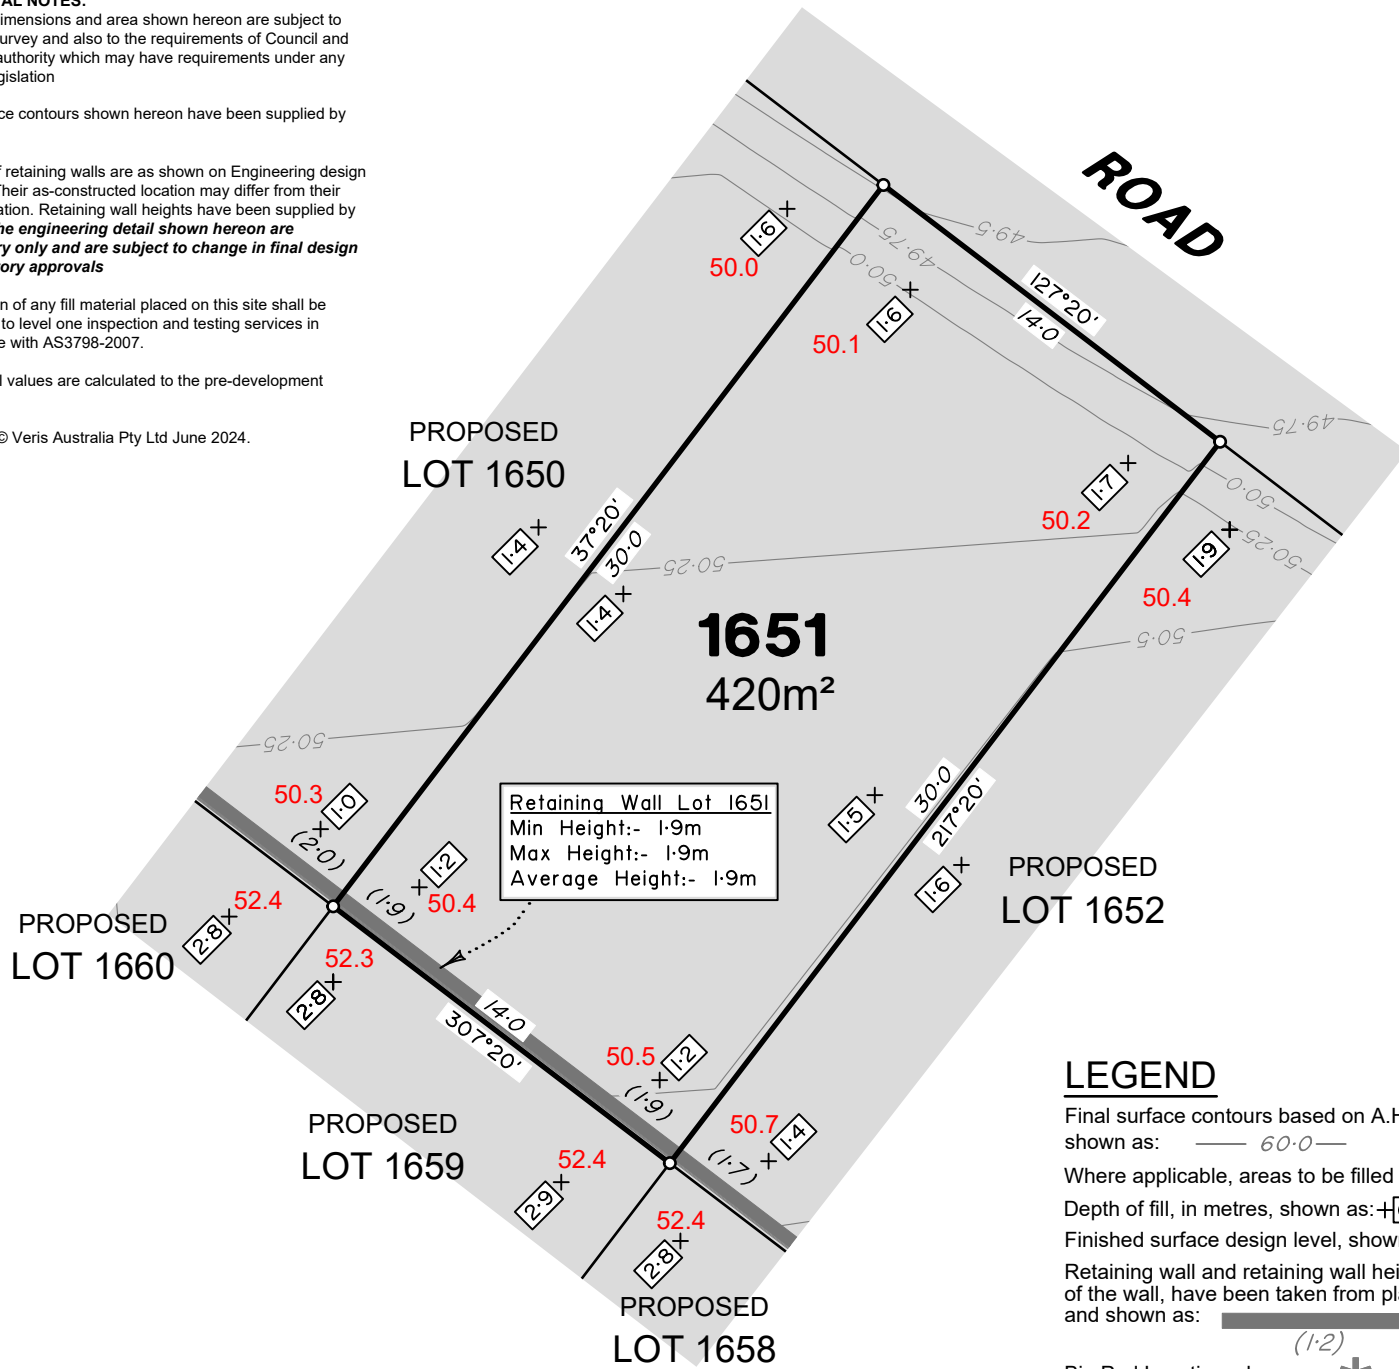 AL NOTES:
imensions and area shown hereon are subject to
urvey and also to the requirements of Council and
authority which may have requirements under any
gislation
ce contours shown hereon have been supplied by
f retaining walls are as shown on Engineering design
Their as-constructed location may differ from their
ation. Retaining wall heights have been supplied by
he engineering detail shown hereon are
ry only and are subject to change in final design
tory approvals
n of any fill material placed on this site shall be
to level one inspection and testing services in
e with AS3798-2007.
l values are calculated to the pre-development
© Veris Australia Pty Ltd June 2024.
ROAD
49·5
49·75
50·0
127°20'
14·0
1·6
50.0
1·6
50.1
49·75
50·0
50·25
1·7
50.2
1·9
50.4
50·5
PROPOSED
LOT 1650
37°20'
30·0
1·4
1·4
50·25
1651
420m²
50·25
50.3
1·0
(2·0)
1·2
(1·9)
50.4
Retaining Wall Lot 1651
Min Height:- 1·9m
Max Height:- 1·9m
Average Height:- 1·9m
1·5
30·0
217°20'
1·6
PROPOSED
LOT 1652
52.4
2·8
PROPOSED
LOT 1660
52.3
2·8
14·0
307°20'
50.5
1·2
(1·9)
50.7
1·4
(1·7)
PROPOSED
LOT 1659
52.4
2·9
52.4
2·8
PROPOSED
LOT 1658
LEGEND
Final surface contours based on A.H
shown as: 60·0
Where applicable, areas to be filled
Depth of fill, in metres, shown as:
Finished surface design level, show
Retaining wall and retaining wall hei
of the wall, have been taken from pl
and shown as:
(1·2)